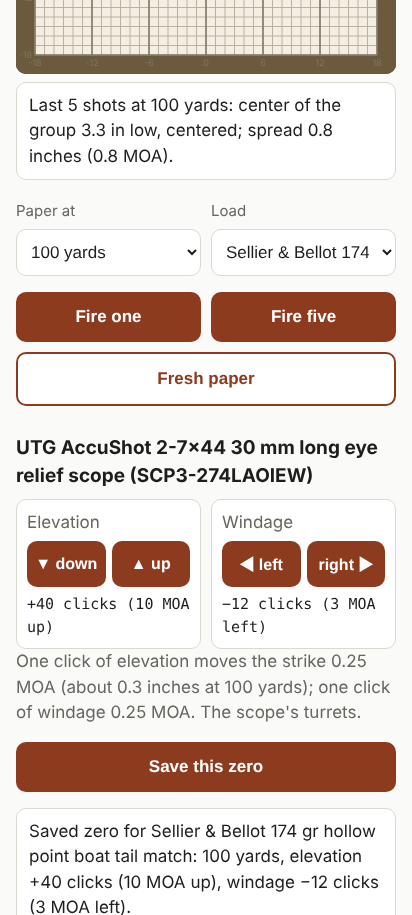 -18 -12 -6 0 6 12 18
Last 5 shots at 100 yards: center of the
group 3.3 in low, centered; spread 0.8
inches (0.8 MOA).
Paper at Load
100 yards Sellier & Bellot 174
Fire one Fire five
Fresh paper
UTG AccuShot 2-7×44 30 mm long eye
relief scope (SCP3-274LAOIEW)
Elevation Windage
▼ down ▲ up ◀ left right ▶
+40 clicks (10 MOA −12 clicks (3 MOA
up) left)
One click of elevation moves the strike 0.25
MOA (about 0.3 inches at 100 yards); one click
of windage 0.25 MOA. The scope's turrets.
Save this zero
Saved zero for Sellier & Bellot 174 gr hollow
point boat tail match: 100 yards, elevation
+40 clicks (10 MOA up), windage −12 clicks
(3 MOA left).